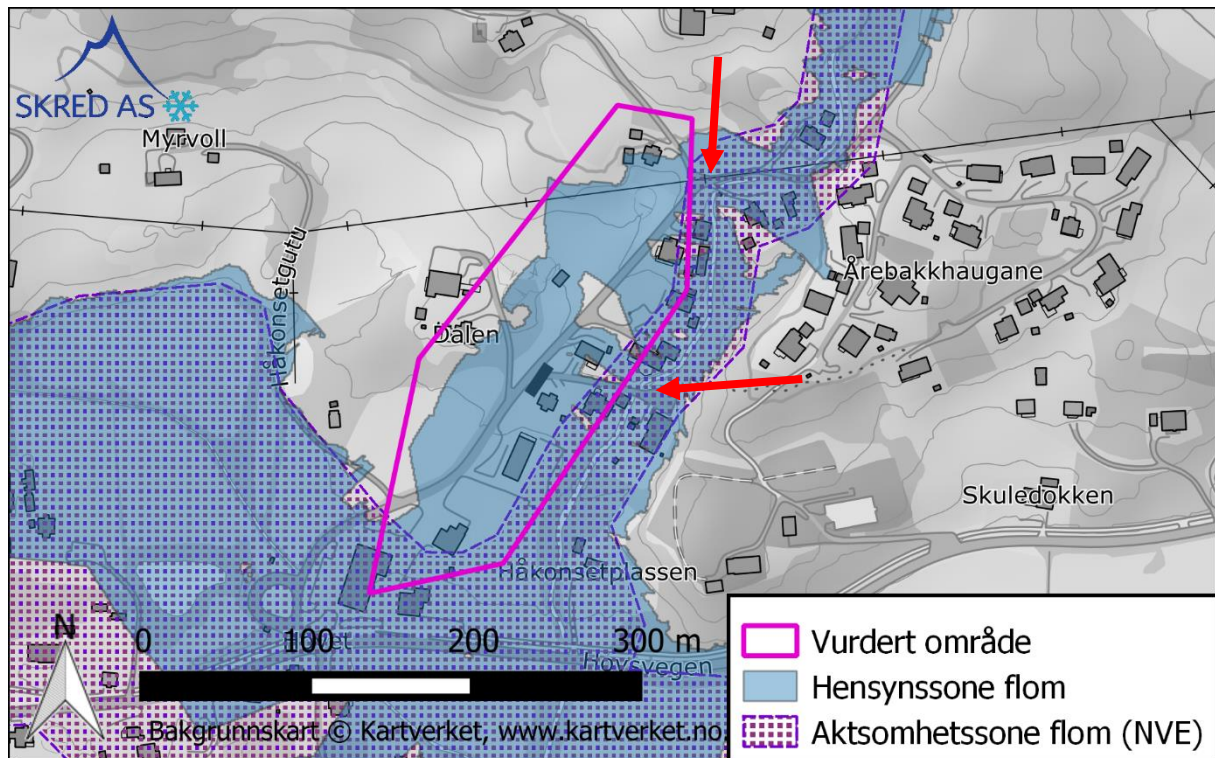 SKRED AS
Myrvoll
Håkonsetgutu
Årebakkhaugane
Dalen
Skuledokken
Håkonsetplassen
N
0 100 200 300 m
Hovsvegen
Bakgrunnskart © Kartverket, www.kartverket.no.
Vurdert område
Hensynssone flom
Aktsomhetssone flom (NVE)